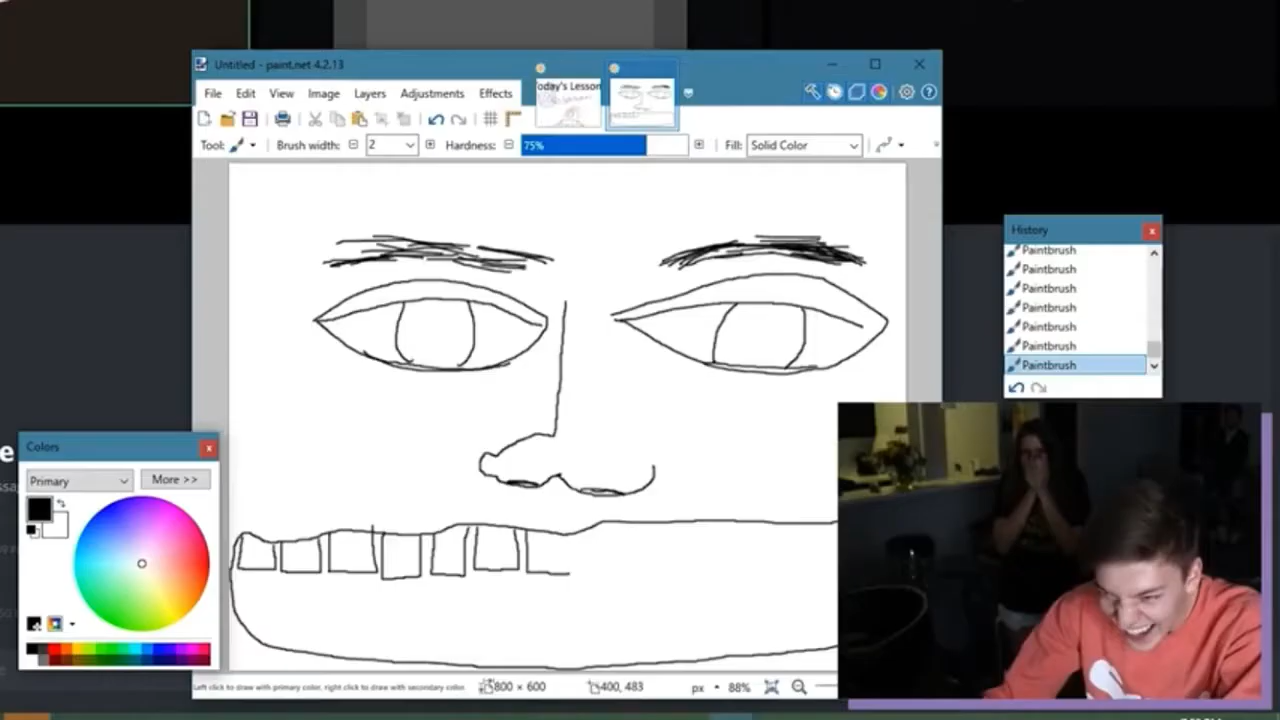 Untitled - paint.net 4.2.13
File Edit View Image Layers Adjustments Effects
oday's Lesson
Tool: Brush width: 2 Hardness: 75% Fill: Solid Color
History
Paintbrush
Paintbrush
Paintbrush
Paintbrush
Paintbrush
Paintbrush
Paintbrush
Colors
Primary More >>
Left click to draw with primary color, right click to draw with secondary color. 800 × 600 400, 483 px 88%